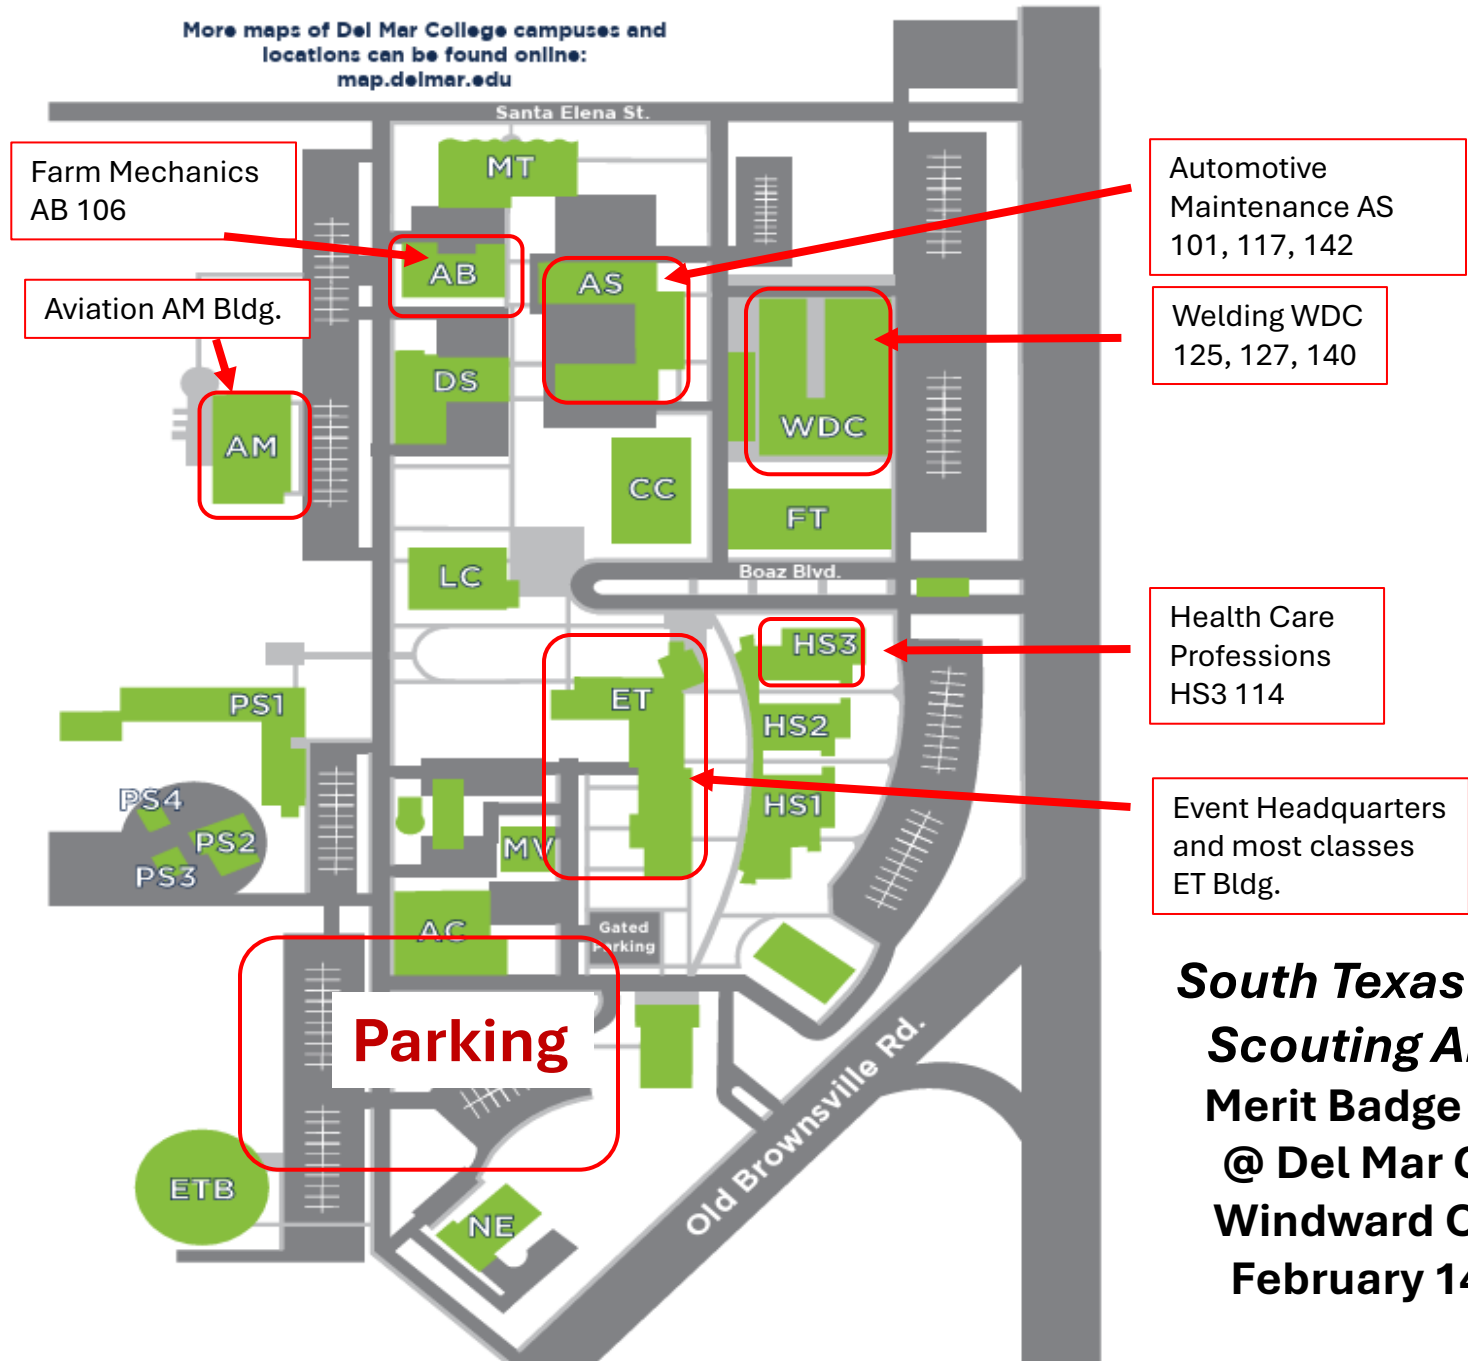 More maps of Del Mar College campuses and
locations can be found online:
map.delmar.edu
Santa Elena St.
Farm Mechanics
AB 106
Aviation AM Bldg.
Automotive
Maintenance AS
101, 117, 142
Welding WDC
125, 127, 140
Health Care
Professions
HS3 114
Event Headquarters
and most classes
ET Bldg.
MT
AB
AS
DS
AM
WDC
CC
FT
LC
Boaz Blvd.
HS3
ET
HS2
HS1
PS1
PS4
PS2
PS3
MV
AC
Gated
Parking
Parking
ETB
NE
Old Brownsville Rd.
South Texas
Scouting
Merit Badge
@ Del Mar
Windward
February